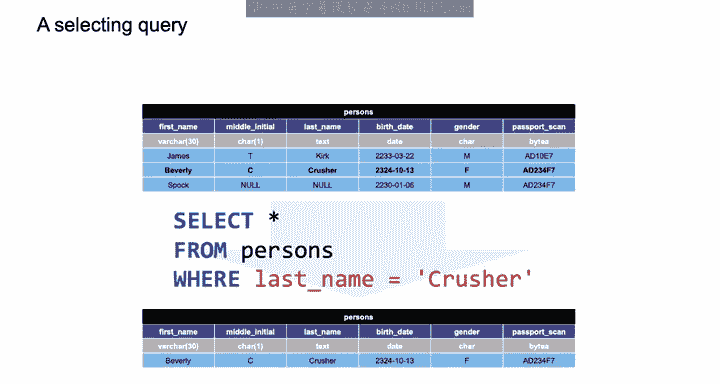 A selecting query
persons
first_name middle_initial last_name birth_date gender passport_scan
varchar(30) char(1) text date char bytes
James T Kirk 2233-03-22 M AD10E7
Beverly C Crusher 2324-10-13 F AD234F7
Spock NULL NULL 2230-01-06 M AD234F7
SELECT *
FROM persons
WHERE last_name = 'Crusher'
persons
first_name middle_initial last_name birth_date gender passport_scan
varchar(30) char(1) text date char bytes
Beverly C Crusher 2324-10-13 F AD234F7